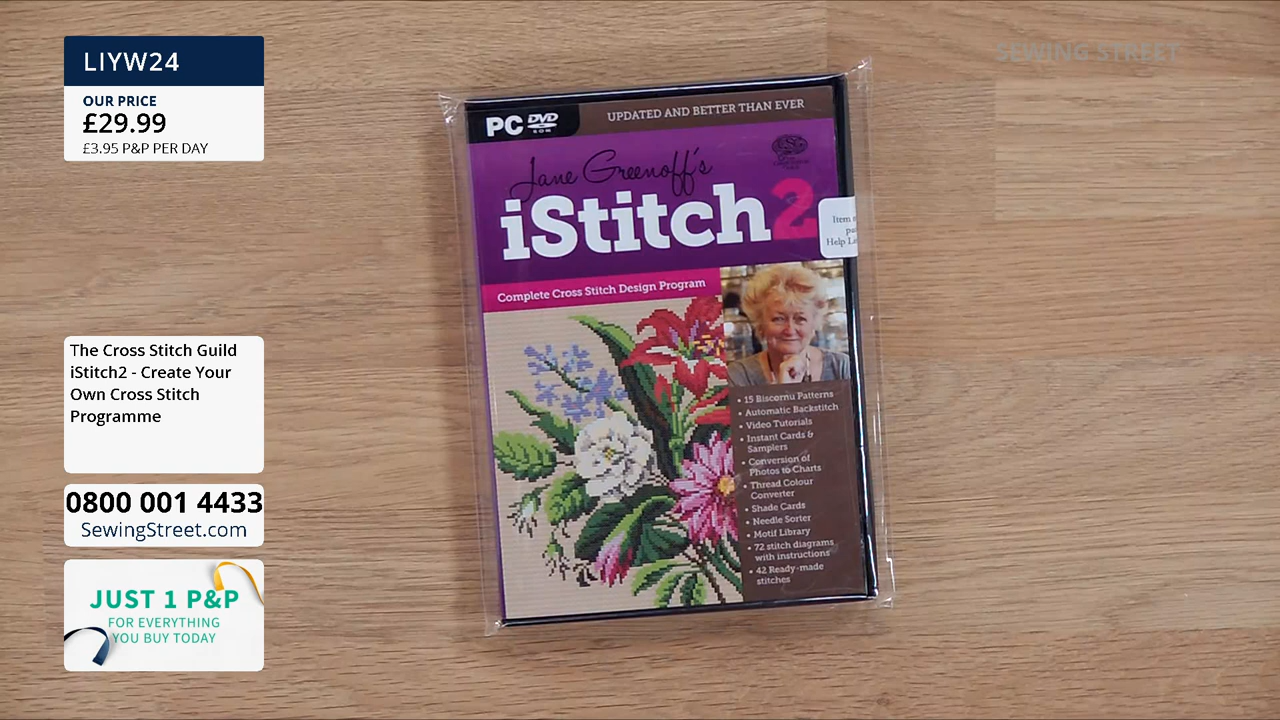 LIYW24
OUR PRICE
£29.99
£3.95 P&P PER DAY
The Cross Stitch Guild
iStitch2 - Create Your
Own Cross Stitch
Programme
0800 001 4433
SewingStreet.com
JUST 1 P&P
FOR EVERYTHING
YOU BUY TODAY
SEWING STREET
PC DVD
ROM
UPDATED AND BETTER THAN EVER
Jane Greenoff's
iStitch2
Item
Help
Complete Cross Stitch Design Program
• 15 Biscornu Patterns
• Automatic Backstitch
• Video Tutorials
• Instant Cards &
Samplers
• Conversion of
Photos to Charts
• Thread Colour
Converter
• Shade Cards
• Needle Sorter
• Motif Library
• 72 stitch diagrams
with instructions
• 42 Ready-made
stitches